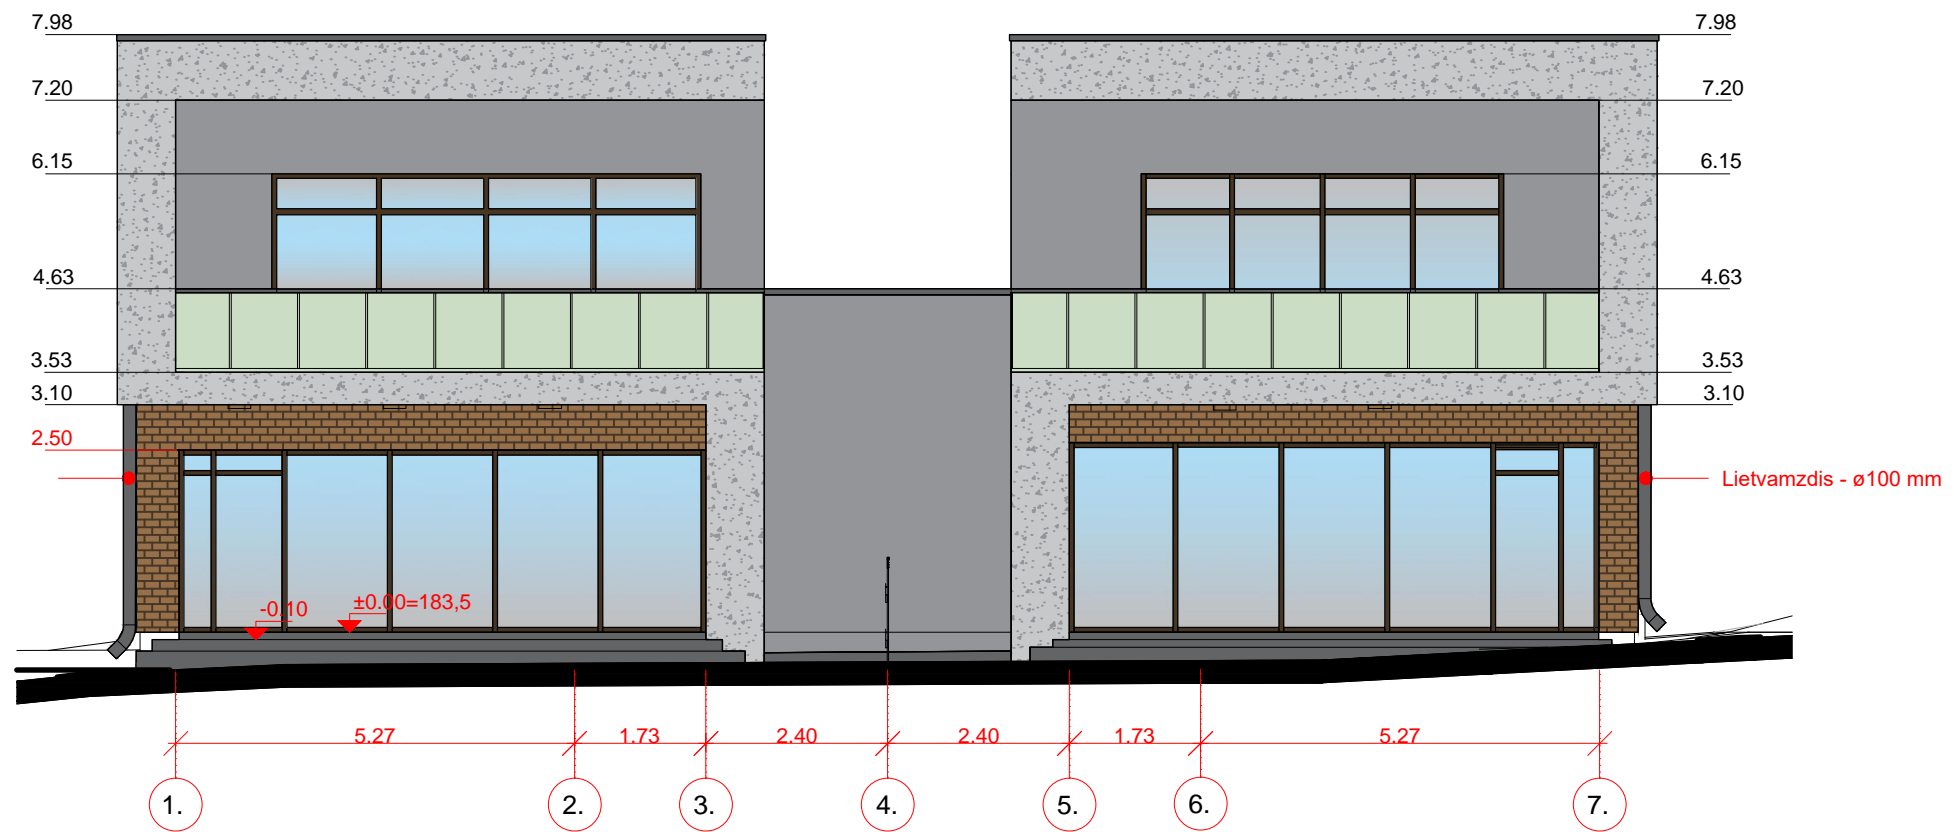 7.98 7.98
7.20 7.20
6.15 6.15
4.63 4.63
3.53 3.53
3.10 3.10
2.50
Lietvamzdis - ø100 mm
-0,10 ±0.00=183,5
5.27 1.73 2.40 2.40 1.73 5.27
1. 2. 3. 4. 5. 6. 7.